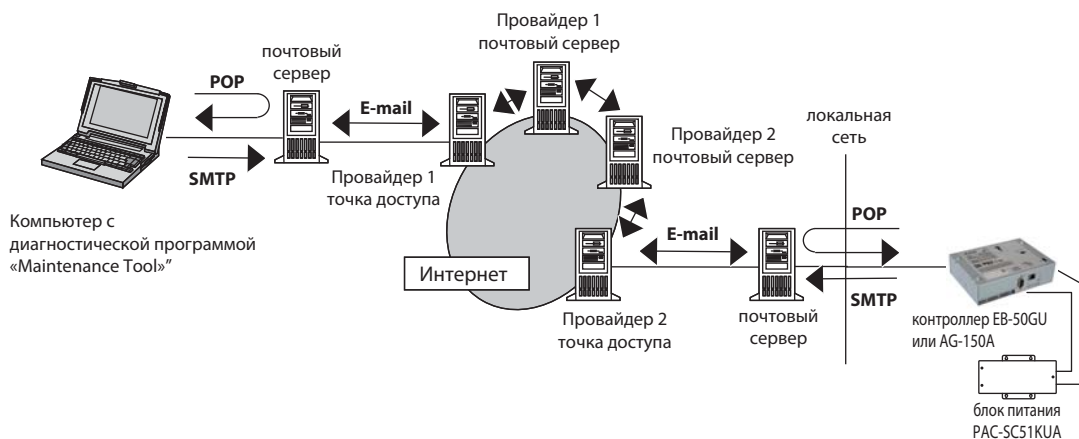 Провайдер 1
почтовый сервер
почтовый
сервер
POP
E-mail
SMTP
Провайдер 1
точка доступа
Провайдер 2
почтовый сервер
локальная
сеть
Компьютер с
диагностической программой
«Maintenance Tool»”
Интернет
E-mail
POP
SMTP
Провайдер 2
точка доступа
почтовый
сервер
контроллер EB-50GU
или AG-150A
блок питания
PAC-SC51KUA